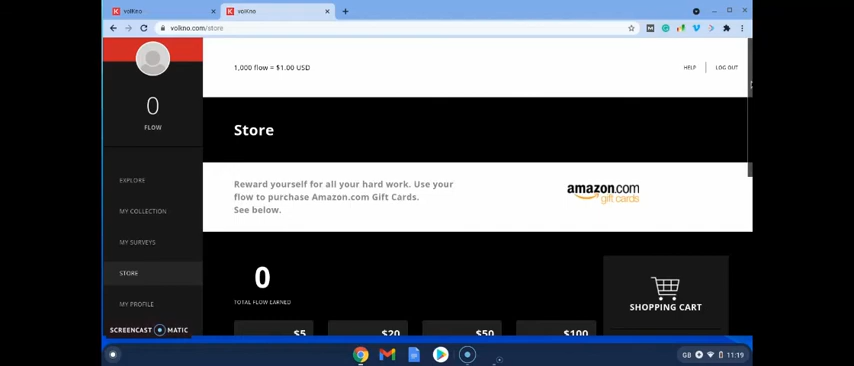 volKno
volKno
volkno.com/store
1,000 flow = $1.00 USD
HELP
LOG OUT
0
FLOW
Store
EXPLORE
Reward yourself for all your hard work. Use your
flow to purchase Amazon.com Gift Cards.
See below.
amazon.com
gift cards
MY COLLECTION
MY SURVEYS
STORE
0
TOTAL FLOW EARNED
SHOPPING CART
MY PROFILE
$5
$20
$50
$100
SCREENCAST MATIC
GB
11:19